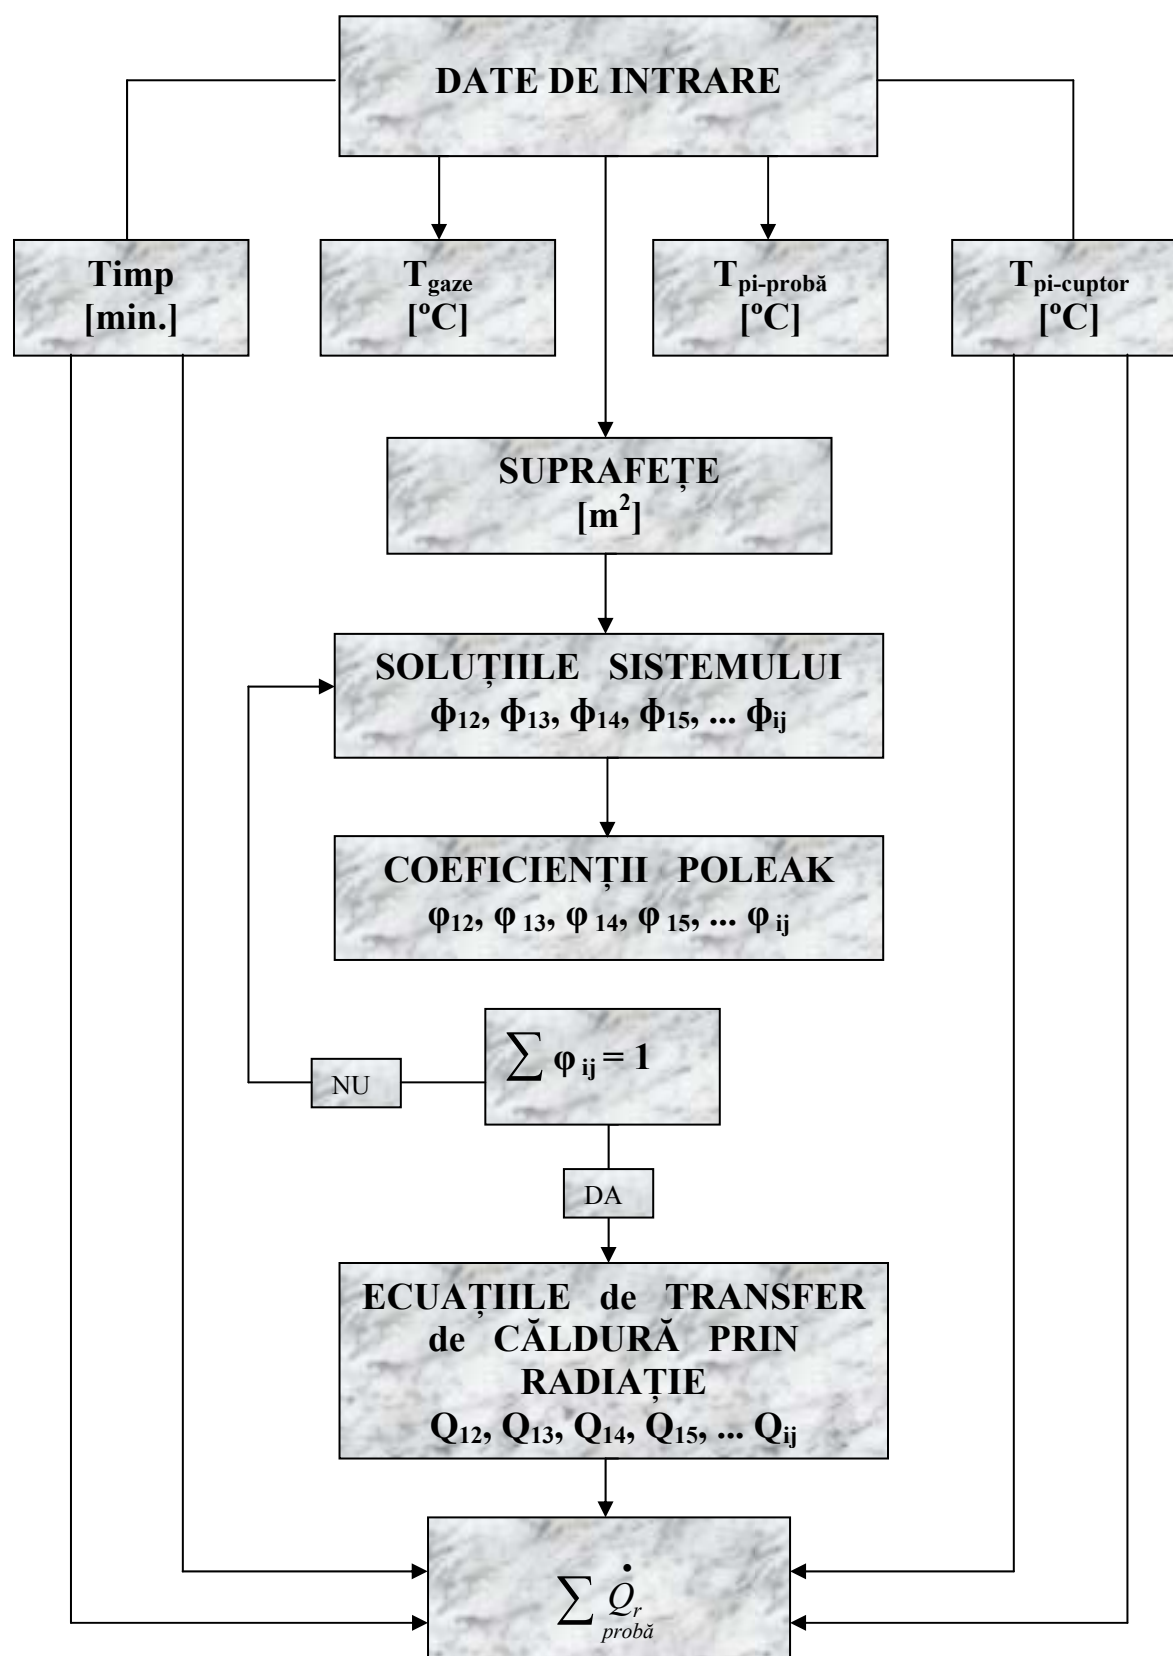 DATE DE INTRARE
Timp
[min.]
T gaze
[ºC]
T pi-probă
[ºC]
T pi-cuptor
[ºC]
SUPRAFEȚE
[m²]
SOLUȚIILE SISTEMULUI
ϕ12, ϕ13, ϕ14, ϕ15, ... ϕij
COEFICIENȚII POLEAK
φ12, φ 13, φ 14, φ 15, ... φ ij
∑ φ ij = 1
NU
DA
ECUAȚIILE de TRANSFER
de CĂLDURĂ PRIN
RADIAȚIE
Q12, Q13, Q14, Q15, ... Qij
∑ Q̇r
probă